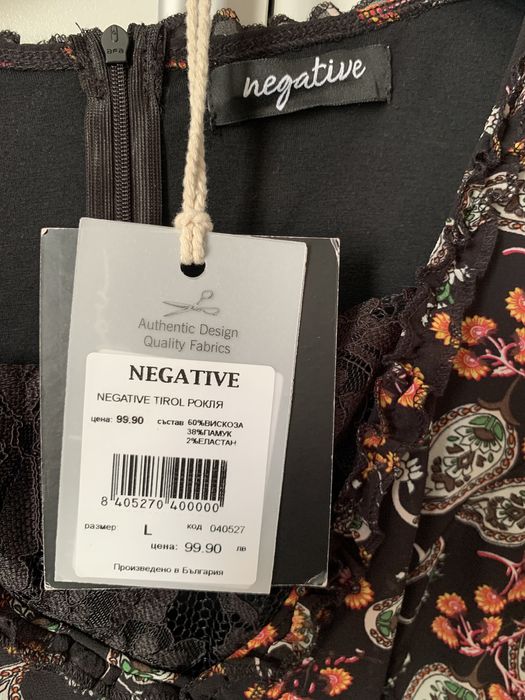 afa
negative
Authentic Design
Quality Fabrics
NEGATIVE
NEGATIVE TIROL РОКЛЯ
цена: 99.90 състав 60%ВИСКОЗА
38%ПАМУК
2%ЕЛАСТАН
8 405270 400000
размер: L код 040527
цена: 99.90 лв
Произведено в България